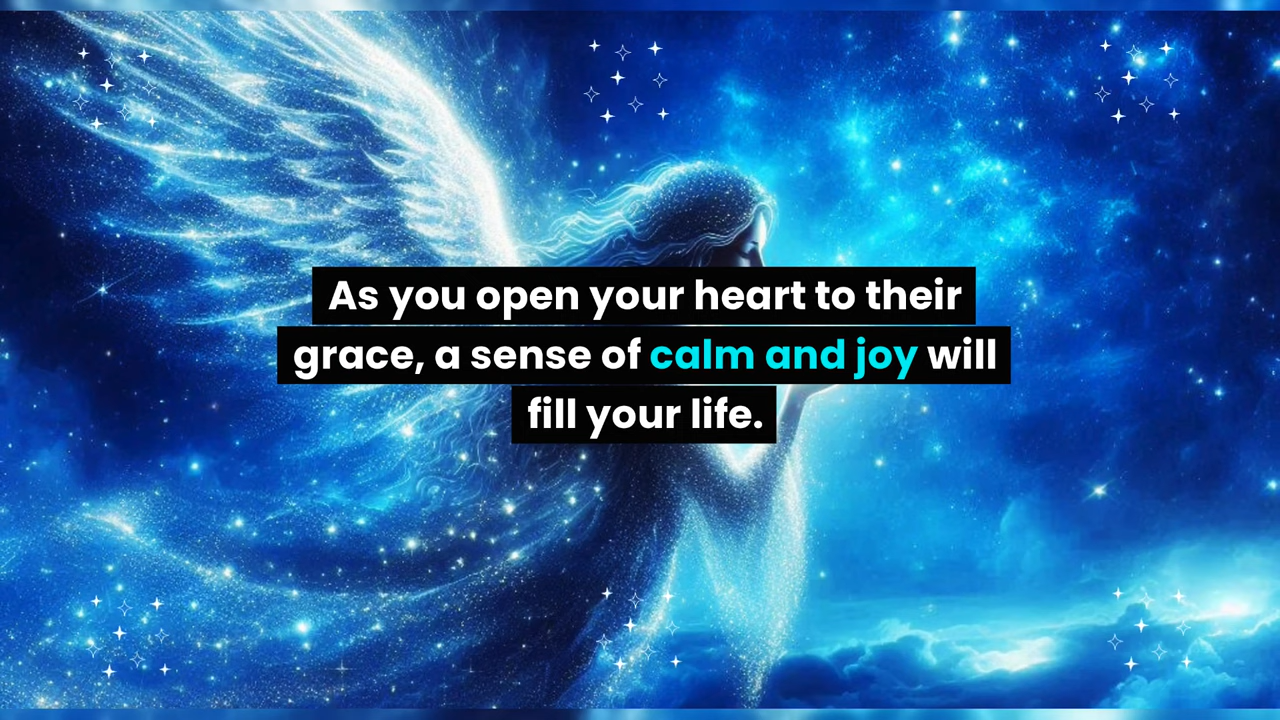 As you open your heart to their
grace, a sense of calm and joy will
fill your life.